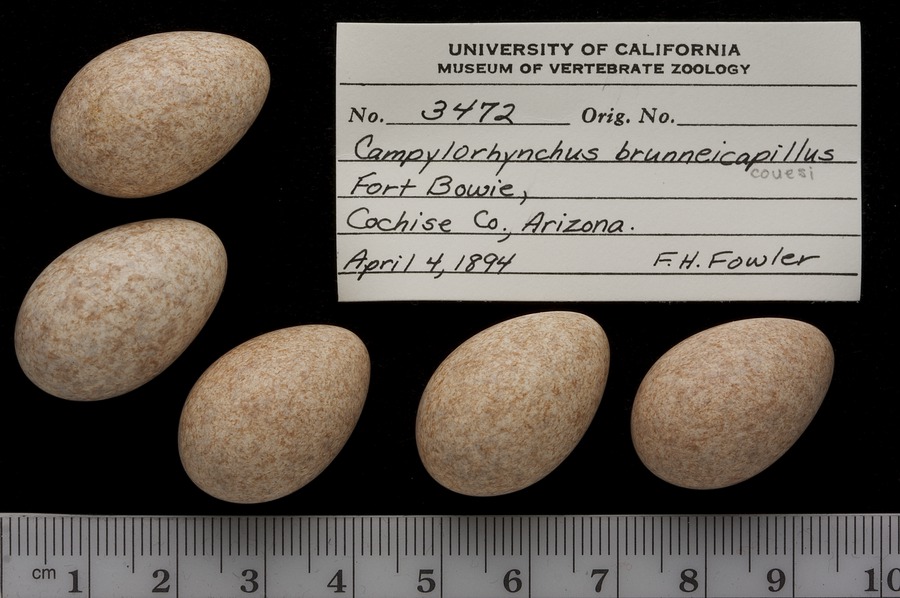 UNIVERSITY OF CALIFORNIA
MUSEUM OF VERTEBRATE ZOOLOGY
No. 3472 Orig. No.
Campylorhynchus brunneicapillus
couesi
Fort Bowie,
Cochise Co., Arizona.
April 4, 1894 F. H. Fowler
cm 1 2 3 4 5 6 7 8 9 10